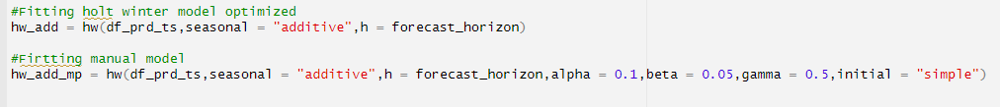 #Fitting holt winter model optimized
hw_add = hw(df_prd_ts,seasonal = "additive",h = forecast_horizon)
#Firtting manual model
hw_add_mp = hw(df_prd_ts,seasonal = "additive",h = forecast_horizon,alpha = 0.1,beta = 0.05,gamma = 0.5,initial = "simple")